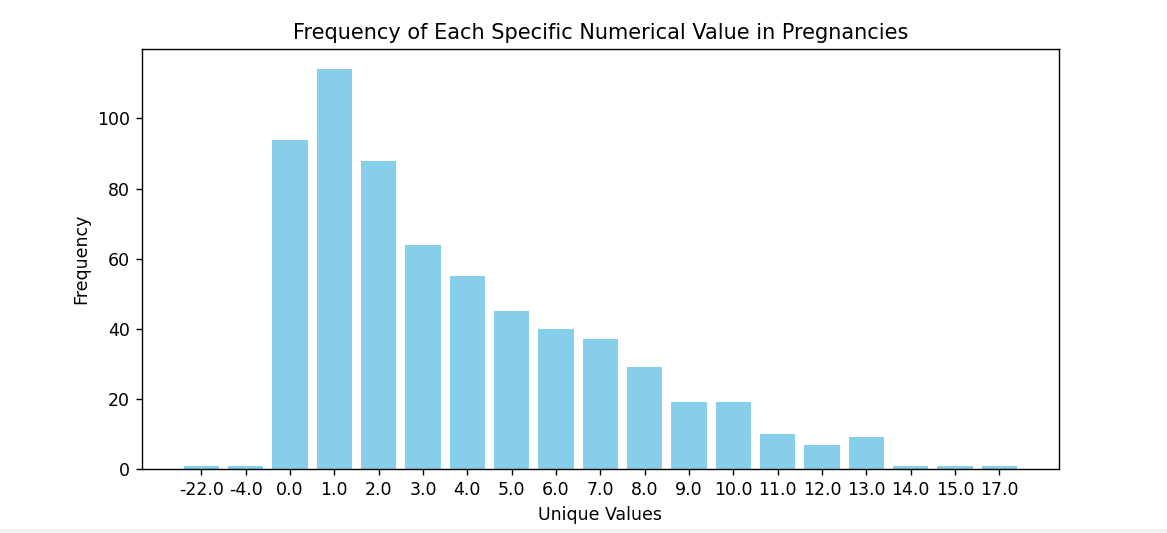 Frequency of Each Specific Numerical Value in Pregnancies
100
80
60
40
20
0
Frequency
-22.0 -4.0 0.0 1.0 2.0 3.0 4.0 5.0 6.0 7.0 8.0 9.0 10.0 11.0 12.0 13.0 14.0 15.0 17.0
Unique Values